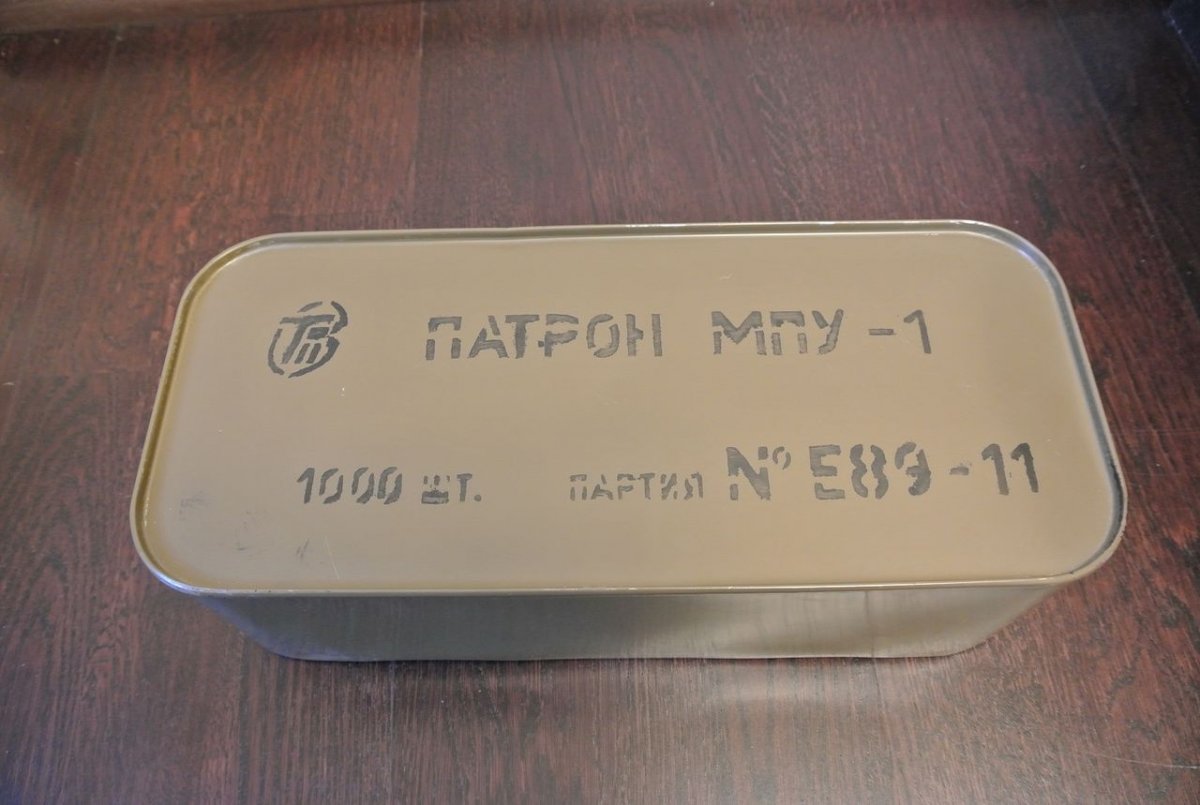 ПАТРОН МПУ-1
1000 ШТ. ПАРТИЯ № Е89-11